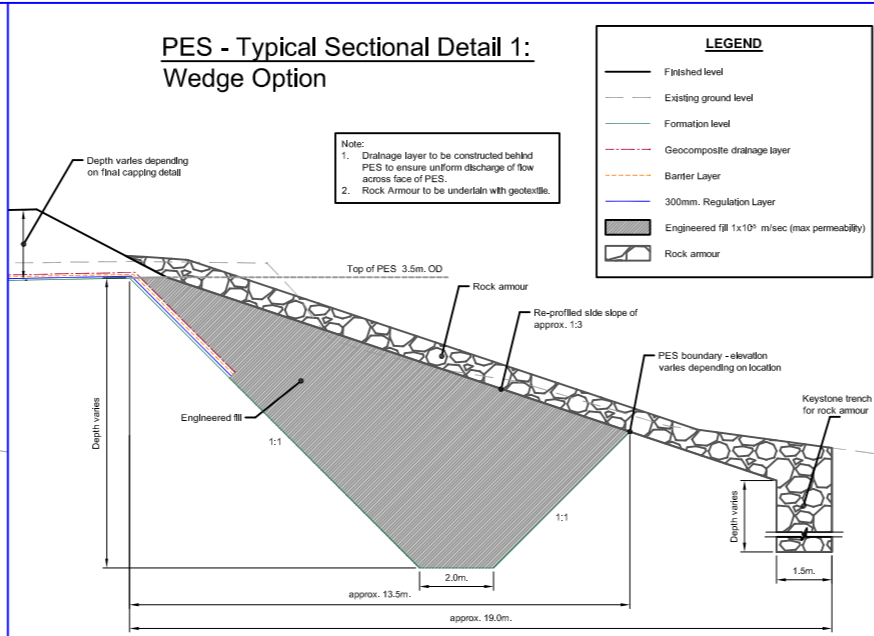 PES - Typical Sectional Detail 1:
Wedge Option
LEGEND
Finished level
Existing ground level
Formation level
Geocomposite drainage layer
Barrier Layer
300mm. Regulation Layer
Engineered fill 1x10⁵ m/sec (max permeability)
Rock armour
Note:
1. Drainage layer to be constructed behind
PES to ensure uniform discharge of flow
across face of PES.
2. Rock Armour to be underlain with geotextile.
Depth varies depending
on final capping detail
Top of PES 3.5m. OD
Rock armour
Re-profiled side slope of
approx. 1:3
PES boundary - elevation
varies depending on location
Keystone trench
for rock armour
Engineered fill
Depth varies
1:1
1:1
Depth varies
2.0m.
1.5m.
approx. 13.5m.
approx. 19.0m.